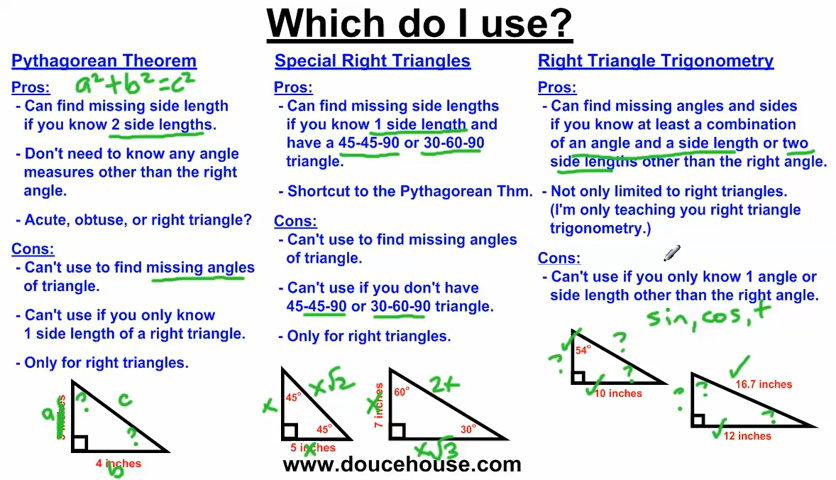 Which do I use?
Pythagorean Theorem
Pros: a²+b²=c²
- Can find missing side length
if you know 2 side lengths.
- Don't need to know any angle
measures other than the right
angle.
- Acute, obtuse, or right triangle?
Cons:
- Can't use to find missing angles
of triangle.
- Can't use if you only know
1 side length of a right triangle.
- Only for right triangles.
a
c
?
?
4 inches
b
Special Right Triangles
Pros:
- Can find missing side lengths
if you know 1 side length and
have a 45-45-90 or 30-60-90
triangle.
- Shortcut to the Pythagorean Thm.
Cons:
- Can't use to find missing angles
of triangle.
- Can't use if you don't have
45-45-90 or 30-60-90 triangle.
- Only for right triangles.
45°
x√2
x
45°
5 inches
x
60°
2x
x
7 inches
30°
x√3
Right Triangle Trigonometry
Pros:
- Can find missing angles and sides
if you know at least a combination
of an angle and a side length or two
side lengths other than the right angle.
- Not only limited to right triangles.
(I'm only teaching you right triangle
trigonometry.)
Cons:
- Can't use if you only know 1 angle or
side length other than the right angle.
sin, cos, t
54°
?
?
?
10 inches
16.7 inches
?
?
?
12 inches
www.doucehouse.com